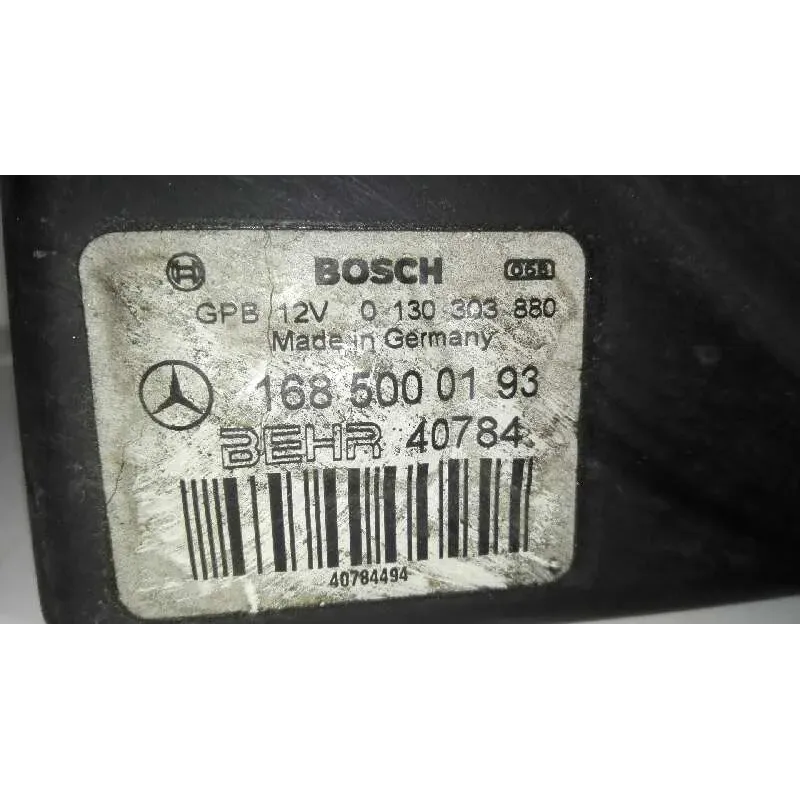 BOSCH
GPB 12V 0 130 303 880
Made in Germany
168 500 01 93
BEHR 40784
40784494